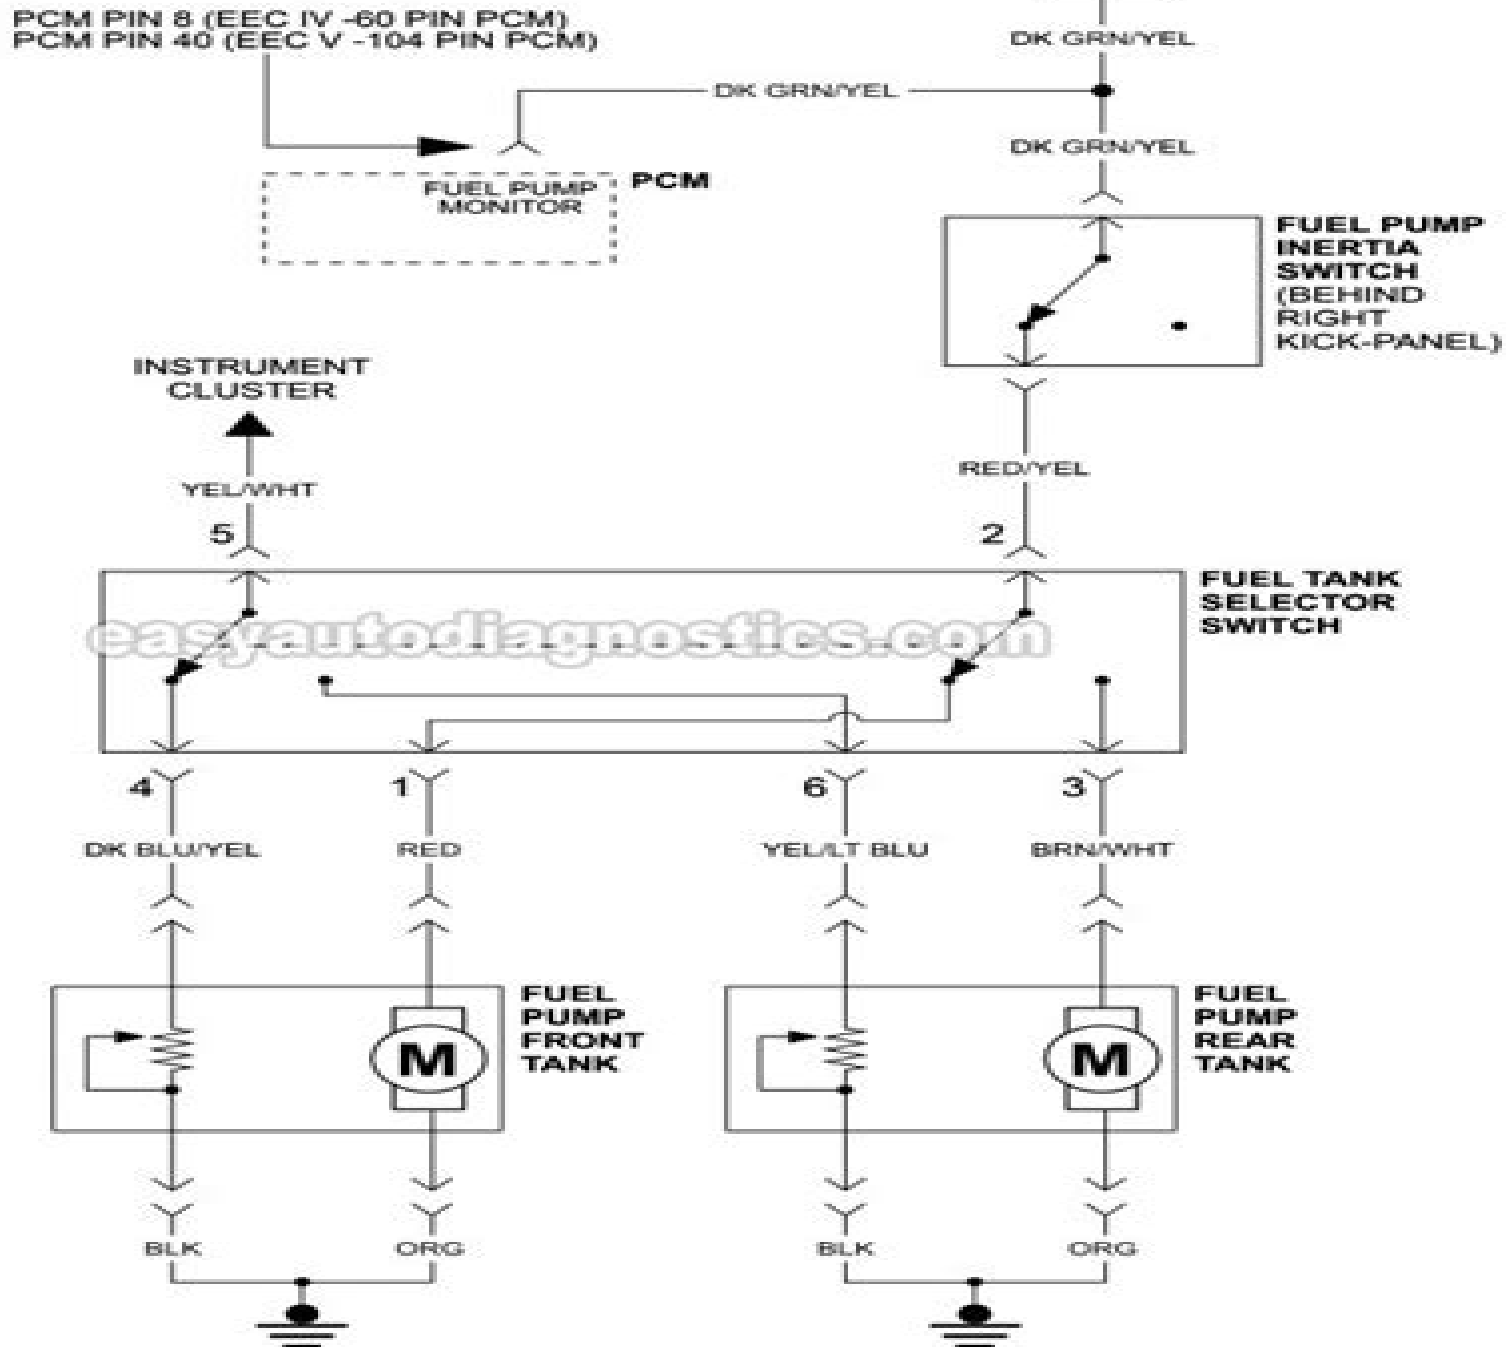 PCM PIN 8 (EEC IV -60 PIN PCM)
PCM PIN 40 (EEC V -104 PIN PCM)
DK GRN/YEL
DK GRN/YEL
DK GRN/YEL
FUEL PUMP
MONITOR
PCM
FUEL PUMP
INERTIA
SWITCH
(BEHIND
RIGHT
KICK-PANEL)
INSTRUMENT
CLUSTER
YEL/WHT
RED/YEL
5
2
FUEL TANK
SELECTOR
SWITCH
easyautodiagnostics.com
4
1
6
3
DK BLU/YEL
RED
YEL/LT BLU
BRN/WHT
FUEL
PUMP
FRONT
TANK
M
FUEL
PUMP
REAR
TANK
M
BLK
ORG
BLK
ORG